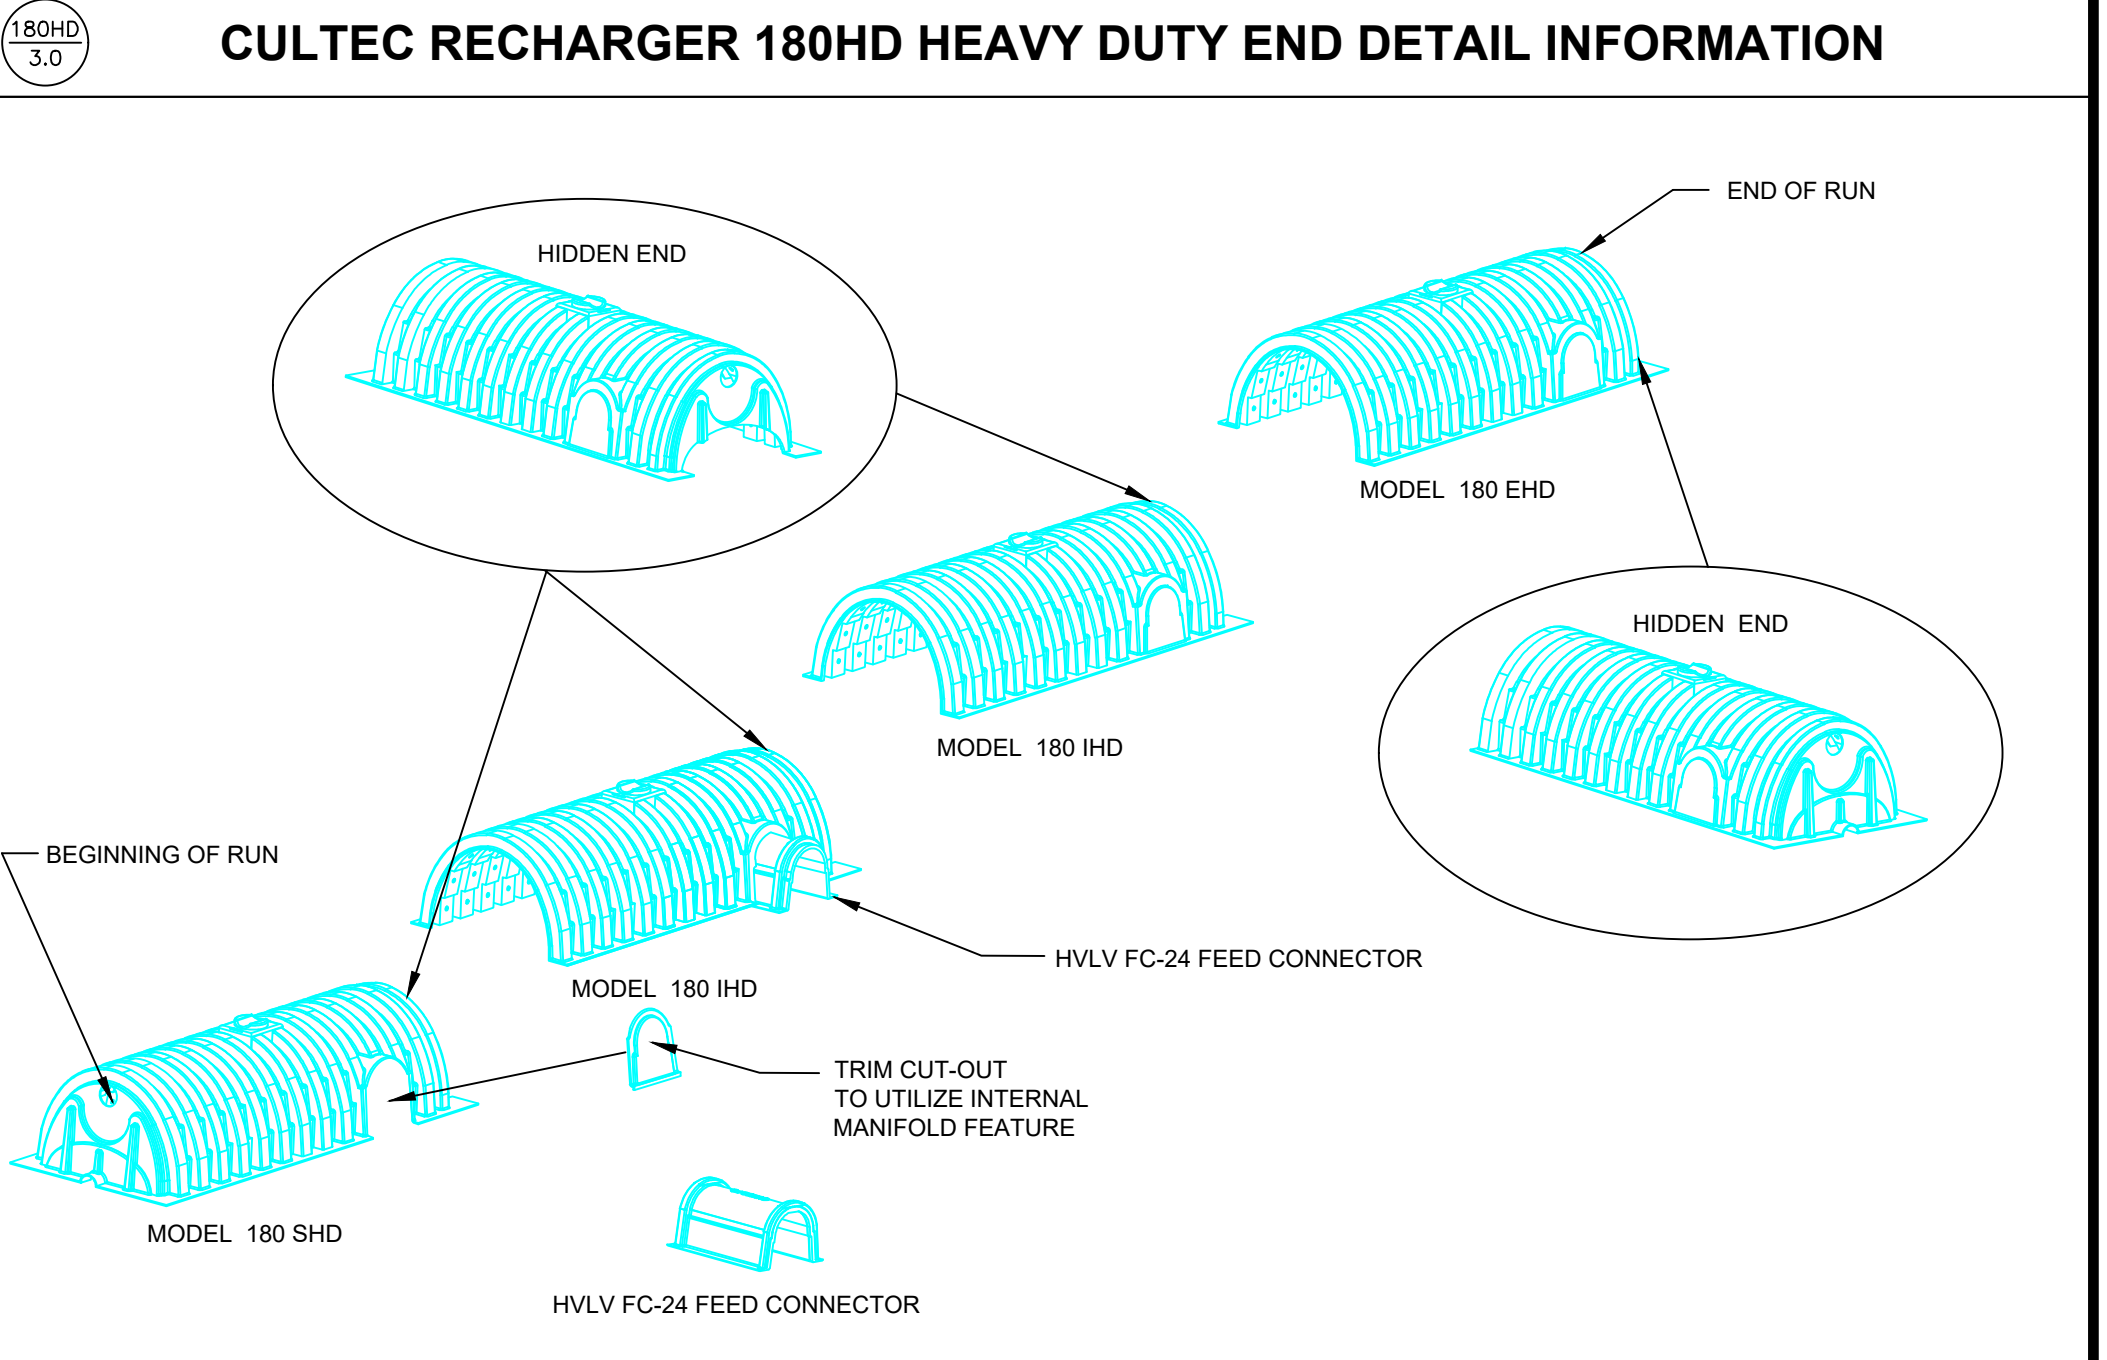 180HD
3.0
CULTEC RECHARGER 180HD HEAVY DUTY END DETAIL INFORMATION
END OF RUN
HIDDEN END
MODEL 180 EHD
HIDDEN END
MODEL 180 IHD
BEGINNING OF RUN
HVLV FC-24 FEED CONNECTOR
MODEL 180 IHD
TRIM CUT-OUT
TO UTILIZE INTERNAL
MANIFOLD FEATURE
MODEL 180 SHD
HVLV FC-24 FEED CONNECTOR